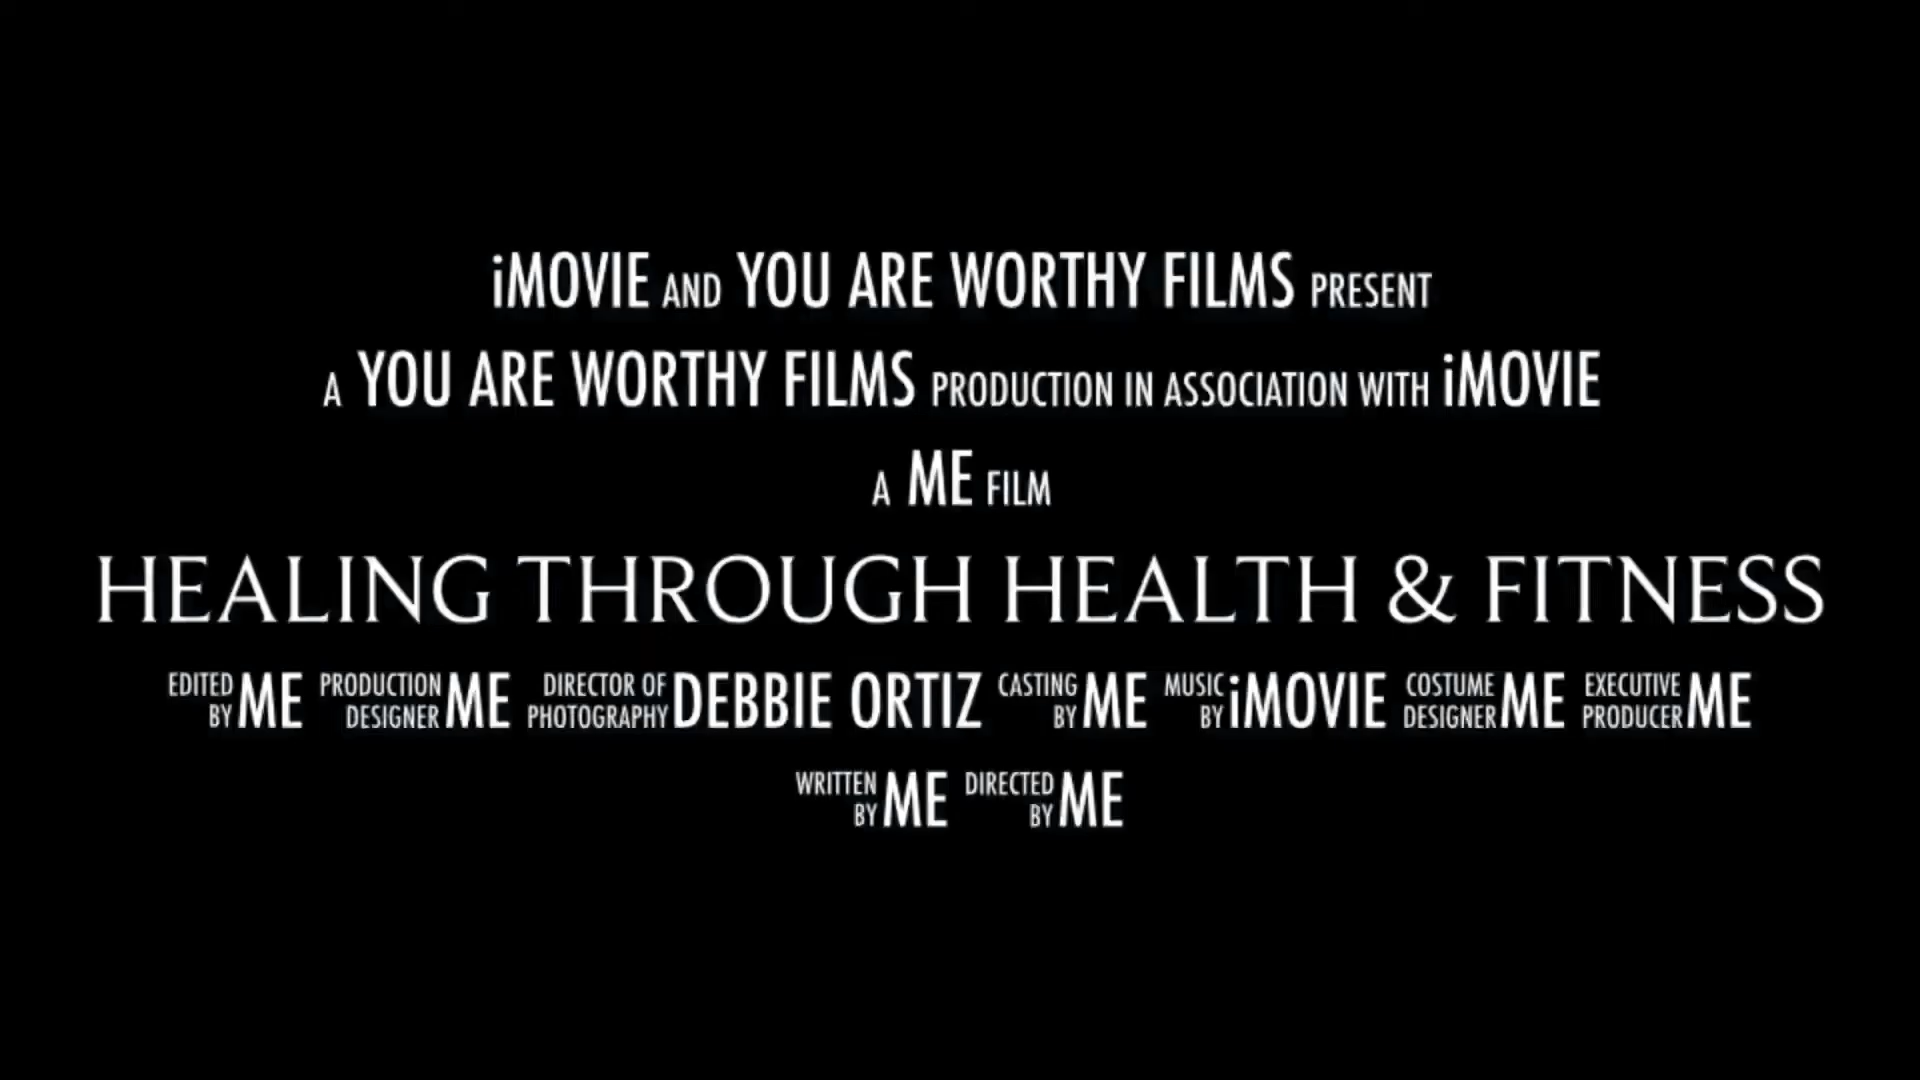 iMOVIE AND YOU ARE WORTHY FILMS PRESENT
A YOU ARE WORTHY FILMS PRODUCTION IN ASSOCIATION WITH iMOVIE
A ME FILM
HEALING THROUGH HEALTH & FITNESS
EDITED BY ME PRODUCTION DESIGNER ME DIRECTOR OF PHOTOGRAPHY DEBBIE ORTIZ CASTING BY ME MUSIC BY iMOVIE COSTUME DESIGNER ME EXECUTIVE PRODUCER ME
WRITTEN BY ME DIRECTED BY ME